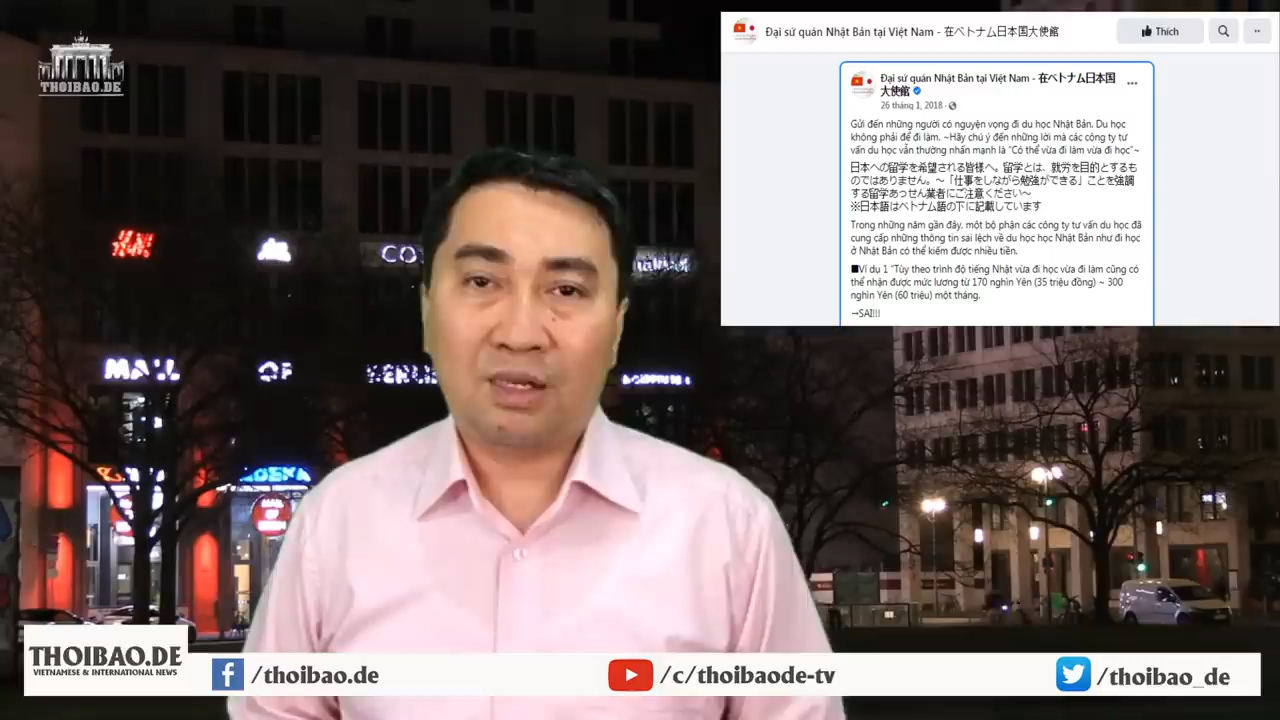 THOIBAO.DE
Đại sứ quán Nhật Bản tại Việt Nam - 在ベトナム日本国大使館
Thích
Đại sứ quán Nhật Bản tại Việt Nam - 在ベトナム日本国
大使館
26 tháng 1, 2018
Gửi đến những người có nguyện vọng đi du học Nhật Bản. Du học
không phải để đi làm. ~Hãy chú ý đến những lời mà các công ty tư
vấn du học vẫn thường nhấn mạnh là "Có thể vừa đi làm vừa đi học"~
日本への留学を希望される皆様へ。留学とは、就労を目的とするも
のではありません。～「仕事をしながら勉強ができる」ことを強調
する留学あっせん業者にご注意ください～
※日本語はベトナム語の下に記載しています
Trong những năm gần đây, một bộ phận các công ty tư vấn du học đã
cung cấp những thông tin sai lệch về du học học Nhật Bản như đi học
ở Nhật Bản có thể kiếm được nhiều tiền.
■Ví dụ 1 "Tùy theo trình độ tiếng Nhật vừa đi học vừa đi làm cũng có
thể nhận được mức lương từ 170 nghìn Yên (35 triệu đồng) ~ 300
nghìn Yên (60 triệu) một tháng.
→SAI!!!
MALL OF BERLIN
EDEKA
MALL
OF
THOIBAO.DE
VIETNAMESE & INTERNATIONAL NEWS
/thoibao.de
/c/thoibaode-tv
/thoibao_de